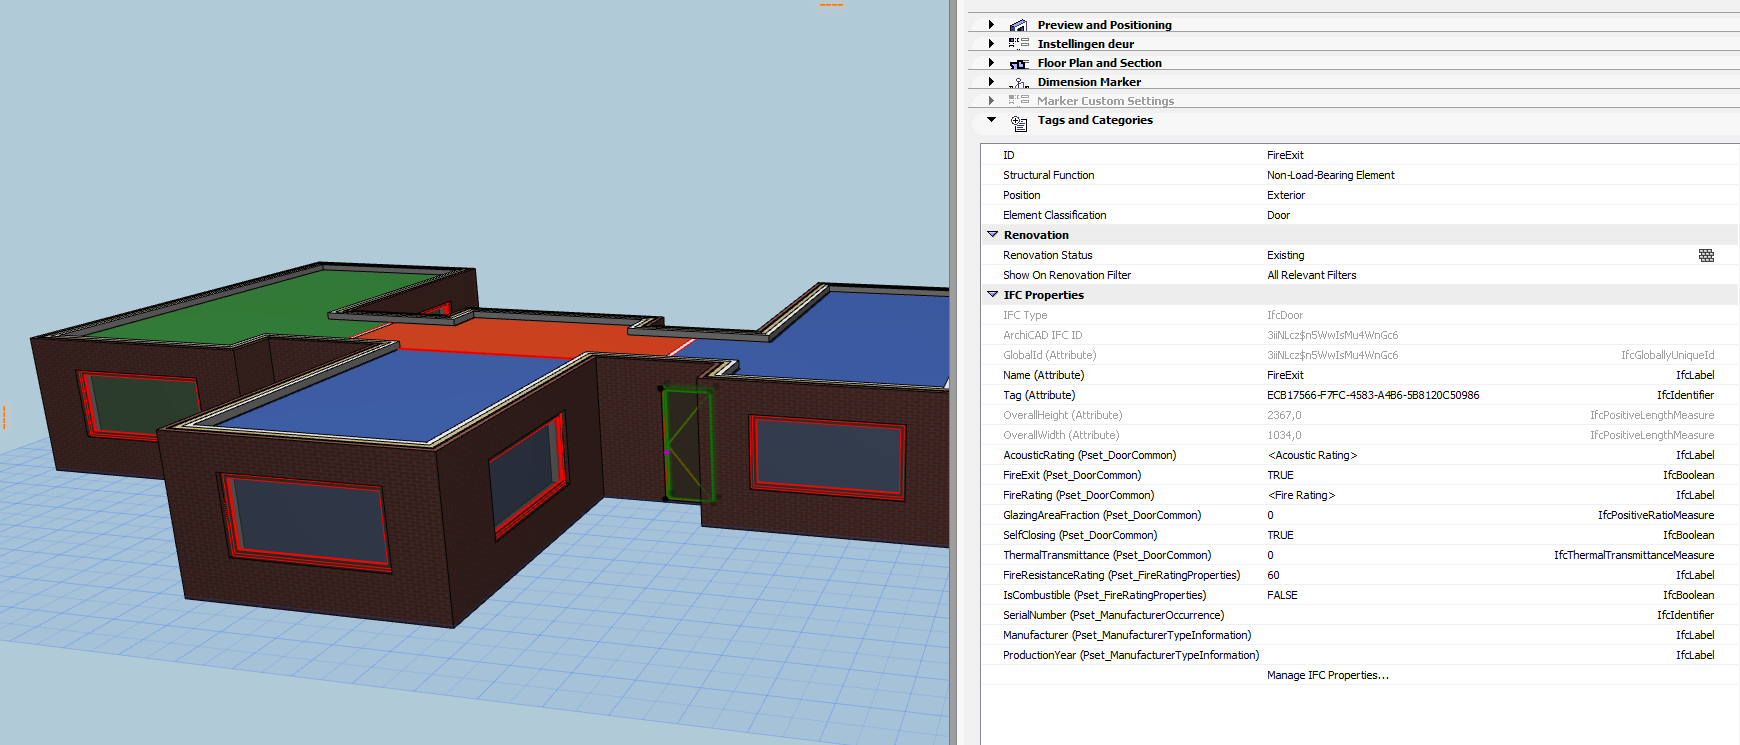 Preview and Positioning
Instellingen deur
Floor Plan and Section
Dimension Marker
Marker Custom Settings
Tags and Categories
ID FireExit
Structural Function Non-Load-Bearing Element
Position Exterior
Element Classification Door
Renovation
Renovation Status Existing
Show On Renovation Filter All Relevant Filters
IFC Properties
IFC Type IfcDoor
ArchiCAD IFC ID 3iiNLcz$n5WwIsMu4WnGc6
GlobalId (Attribute) 3iiNLcz$n5WwIsMu4WnGc6 IfcGloballyUniqueId
Name (Attribute) FireExit IfcLabel
Tag (Attribute) ECB17566-F7FC-4583-A4B6-5B8120C50986 IfcIdentifier
OverallHeight (Attribute) 2367,0 IfcPositiveLengthMeasure
OverallWidth (Attribute) 1034,0 IfcPositiveLengthMeasure
AcousticRating (Pset_DoorCommon) <Acoustic Rating> IfcLabel
FireExit (Pset_DoorCommon) TRUE IfcBoolean
FireRating (Pset_DoorCommon) <Fire Rating> IfcLabel
GlazingAreaFraction (Pset_DoorCommon) 0 IfcPositiveRatioMeasure
SelfClosing (Pset_DoorCommon) TRUE IfcBoolean
ThermalTransmittance (Pset_DoorCommon) 0 IfcThermalTransmittanceMeasure
FireResistanceRating (Pset_FireRatingProperties) 60 IfcLabel
IsCombustible (Pset_FireRatingProperties) FALSE IfcBoolean
SerialNumber (Pset_ManufacturerOccurrence) IfcIdentifier
Manufacturer (Pset_ManufacturerTypeInformation) IfcLabel
ProductionYear (Pset_ManufacturerTypeInformation) IfcLabel
Manage IFC Properties...